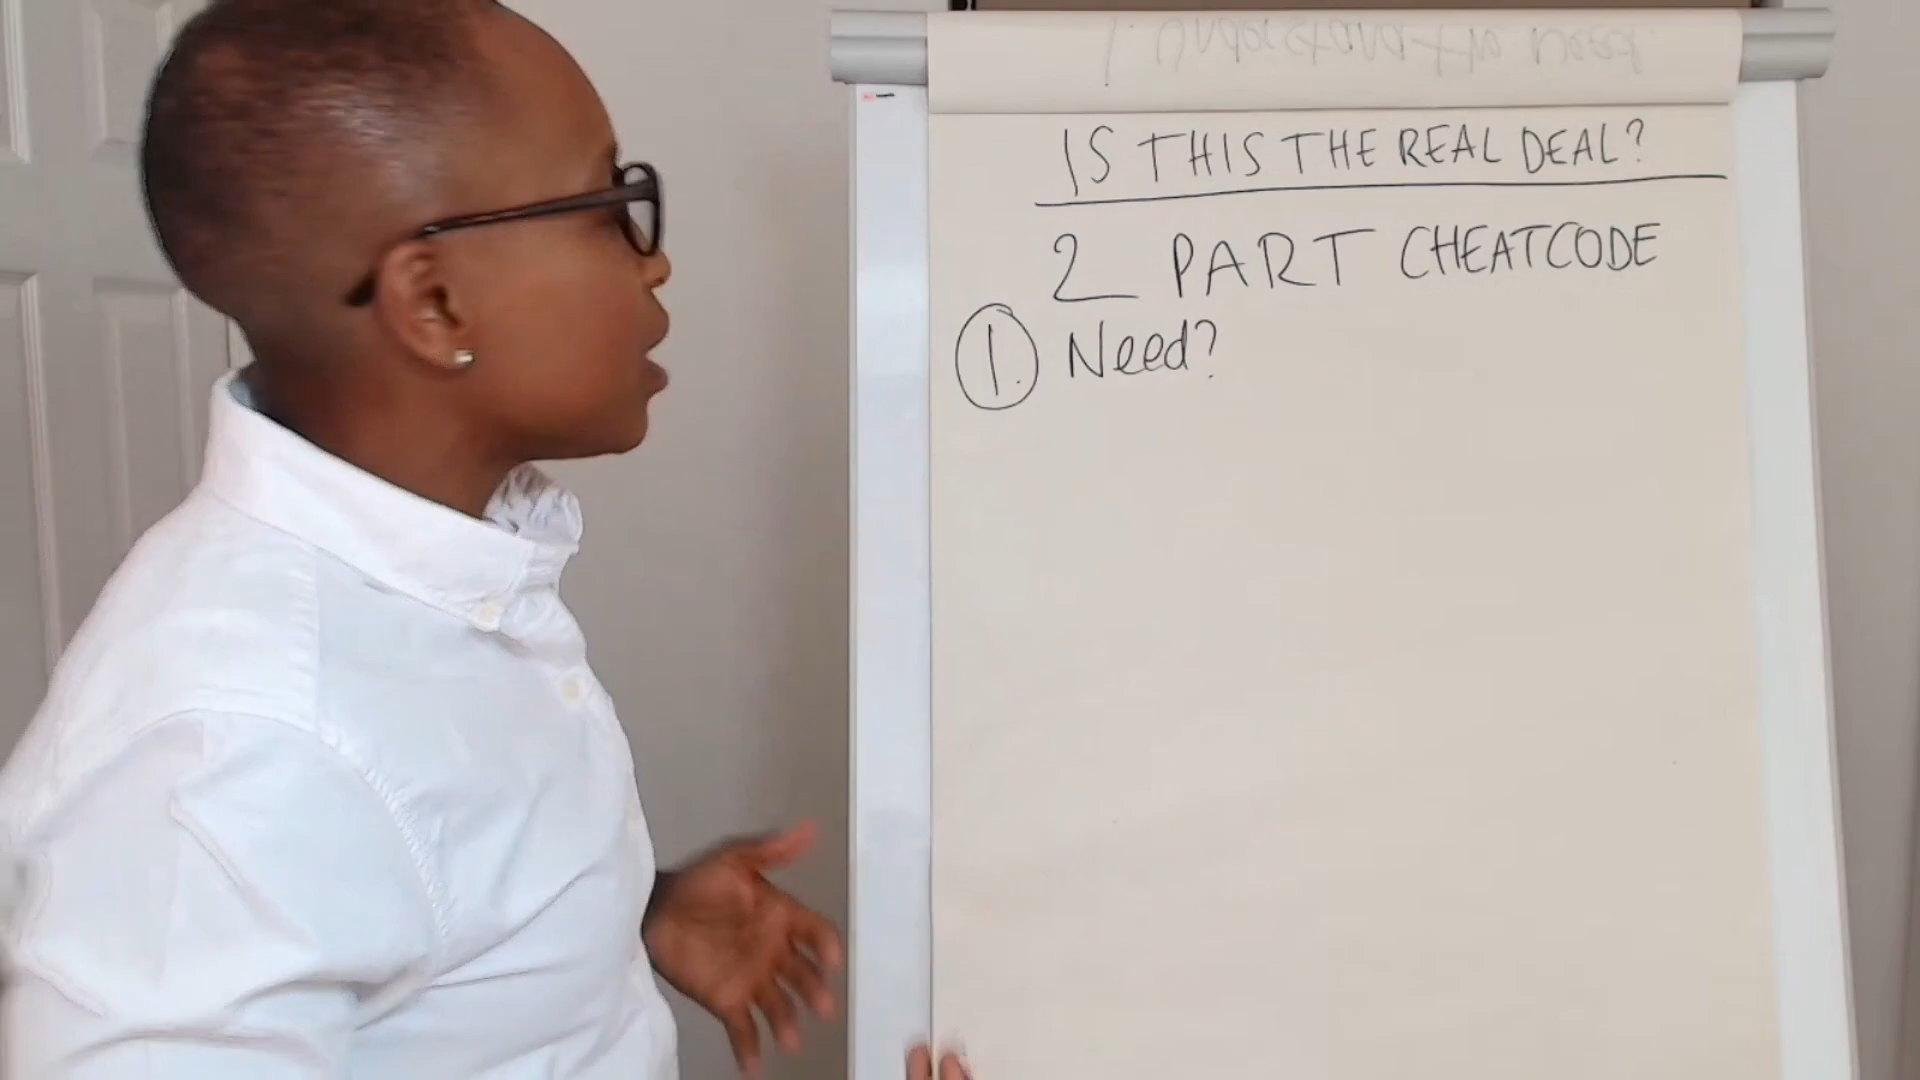 IS THIS THE REAL DEAL?
2 PART CHEATCODE
1. Need?